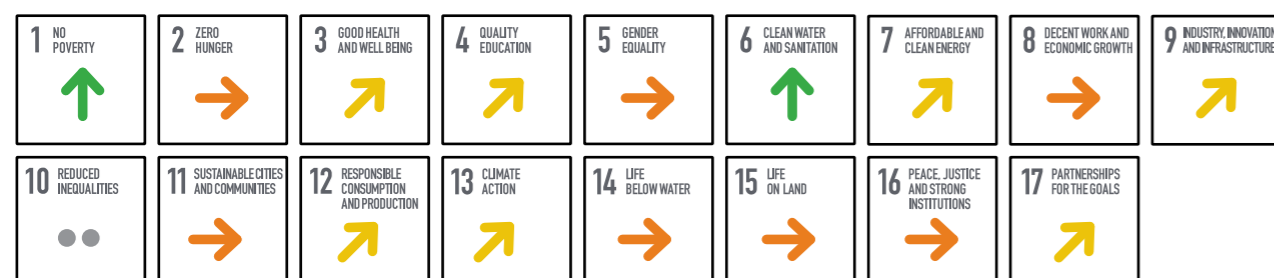 1 NO
POVERTY
2 ZERO
HUNGER
3 GOOD HEALTH
AND WELL BEING
4 QUALITY
EDUCATION
5 GENDER
EQUALITY
6 CLEAN WATER
AND SANITATION
7 AFFORDABLE AND
CLEAN ENERGY
8 DECENT WORK AND
ECONOMIC GROWTH
9 INDUSTRY, INNOVATION
AND INFRASTRUCTURE
10 REDUCED
INEQUALITIES
11 SUSTAINABLE CITIES
AND COMMUNITIES
12 RESPONSIBLE
CONSUMPTION
AND PRODUCTION
13 CLIMATE
ACTION
14 LIFE
BELOW WATER
15 LIFE
ON LAND
16 PEACE, JUSTICE
AND STRONG
INSTITUTIONS
17 PARTNERSHIPS
FOR THE GOALS